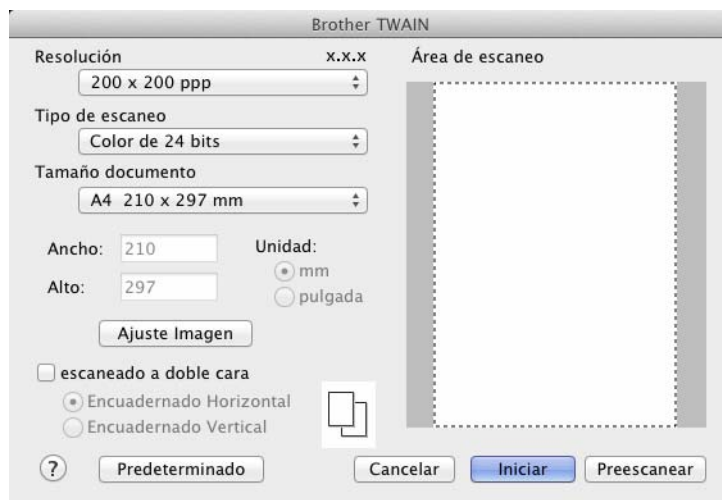 Brother TWAIN
Resolución x.x.x
200 x 200 ppp
Tipo de escaneo
Color de 24 bits
Tamaño documento
A4 210 x 297 mm
Ancho: 210
Alto: 297
Unidad:
mm
pulgada
Ajuste Imagen
escaneado a doble cara
Encuadernado Horizontal
Encuadernado Vertical
Área de escaneo
? Predeterminado Cancelar Iniciar Preescanear